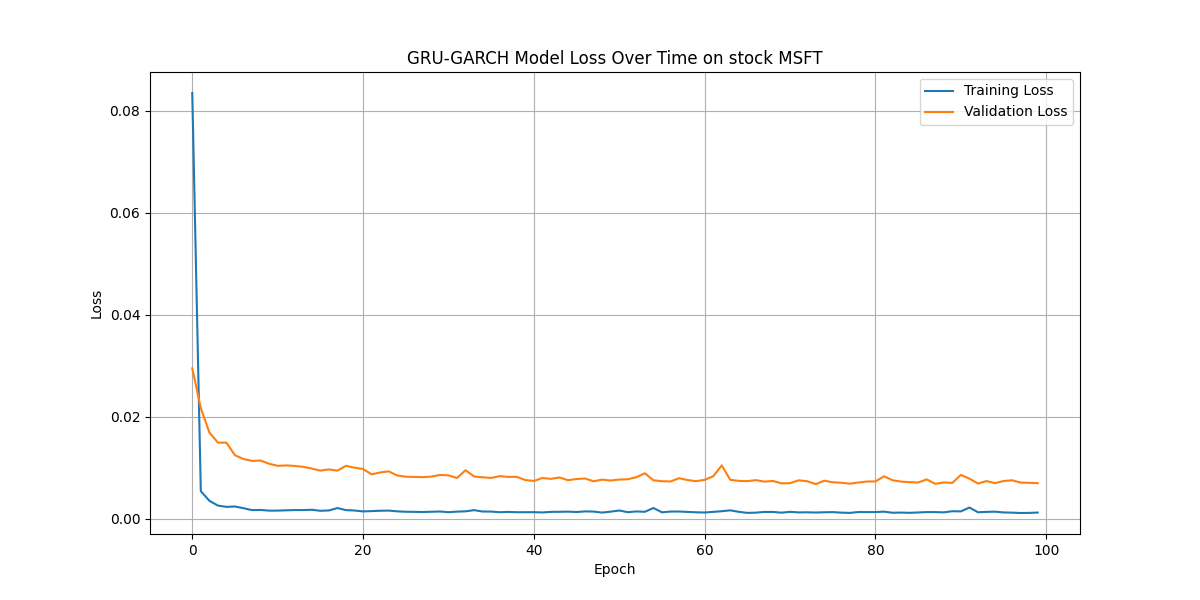 GRU-GARCH Model Loss Over Time on stock MSFT
Training Loss
Validation Loss
Loss
0.08
0.06
0.04
0.02
0.00
0 20 40 60 80 100
Epoch